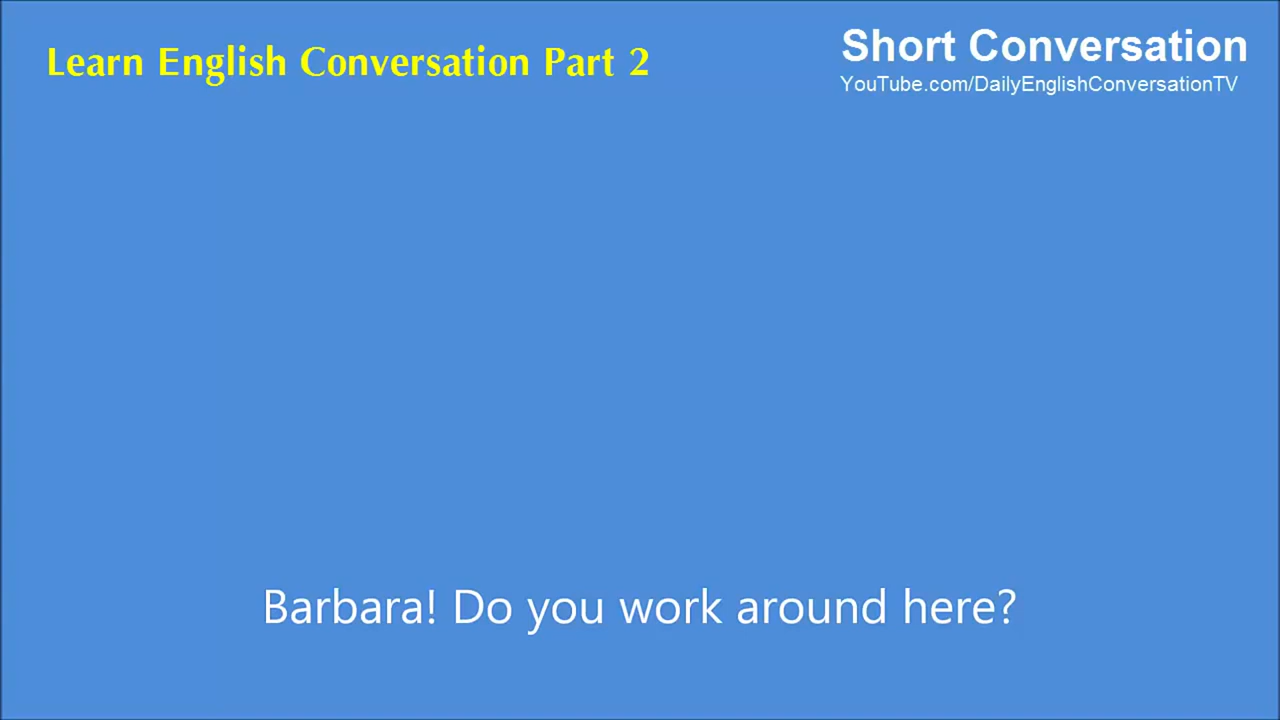 Learn English Conversation Part 2
Short Conversation
YouTube.com/DailyEnglishConversationTV
Barbara! Do you work around here?